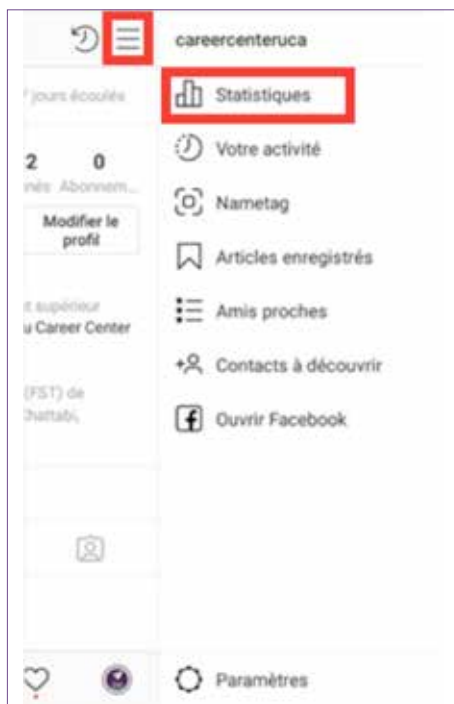 careercenteruca
jours écoulés
Statistiques
Votre activité
2 0
Abonnem...
Nametag
Modifier le
profil
Articles enregistrés
supérieur
Career Center
Amis proches
Contacts à découvrir
(FST) de
Ouvrir Facebook
Paramètres